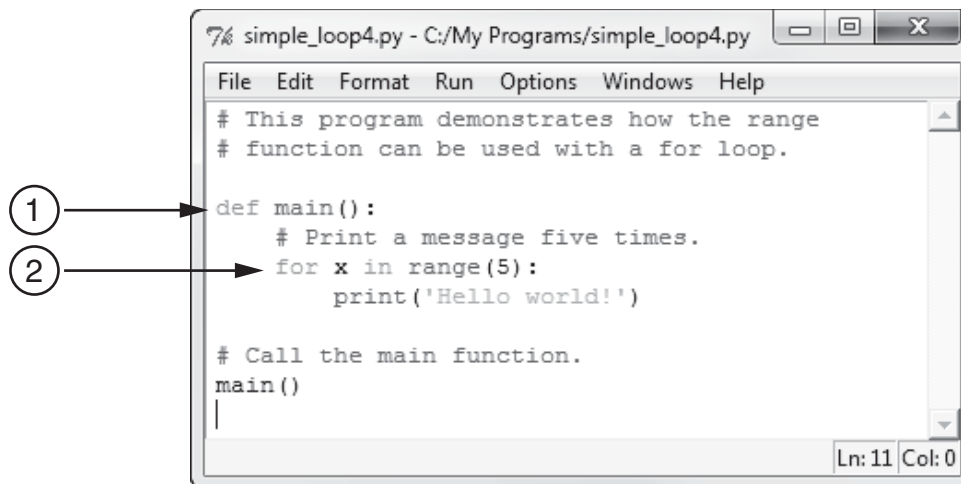 simple_loop4.py - C:/My Programs/simple_loop4.py
File Edit Format Run Options Windows Help
# This program demonstrates how the range
# function can be used with a for loop.
1
def main():
# Print a message five times.
2
for x in range(5):
print('Hello world!')
# Call the main function.
main()
Ln: 11 Col: 0